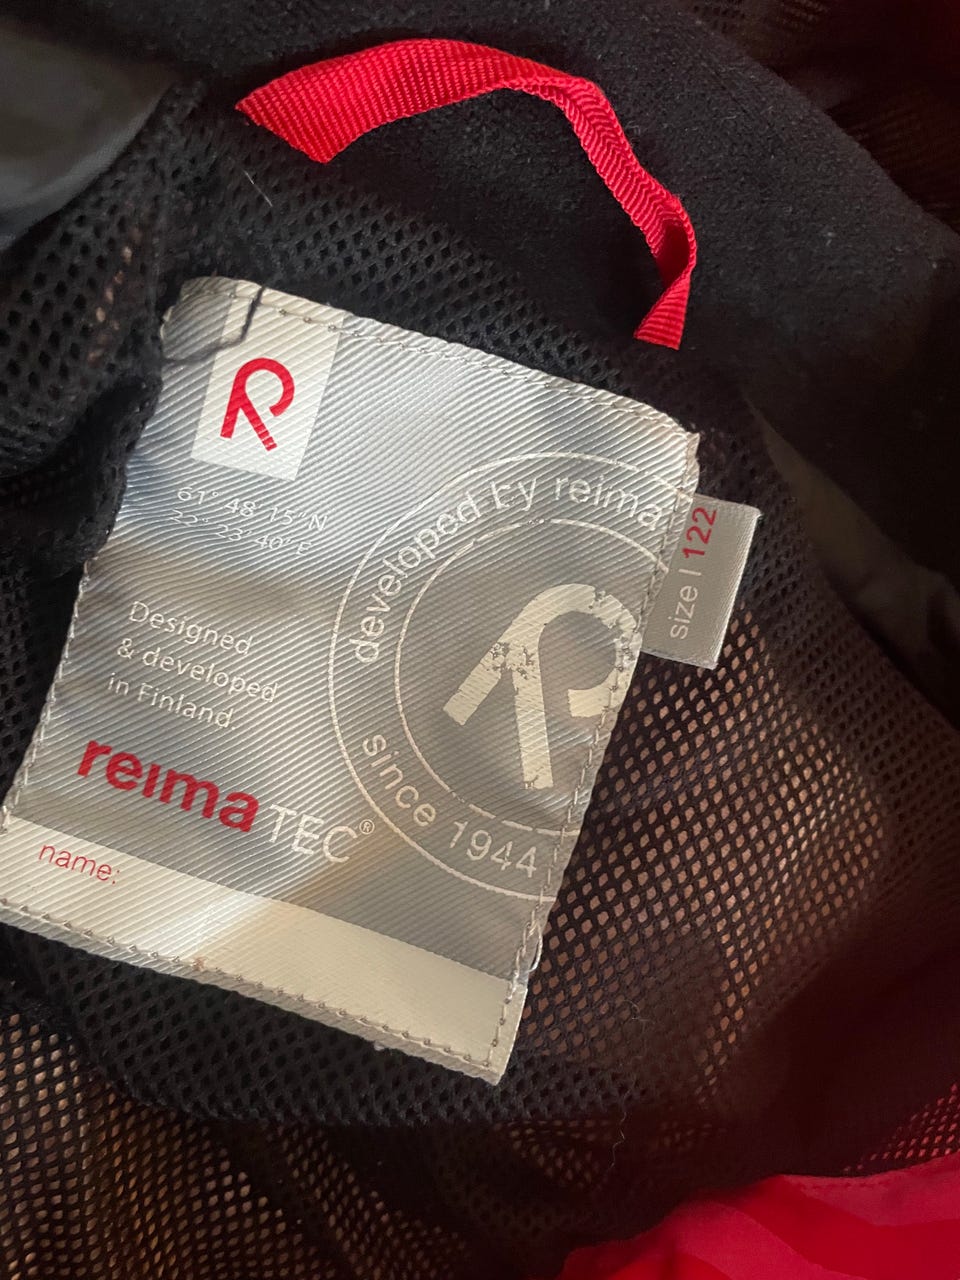 R
61° 48' 15" N
22° 23' 40" E
Designed
& developed
in Finland
reima TEC®
name:
developed by reima
R
since 1944
size | 122